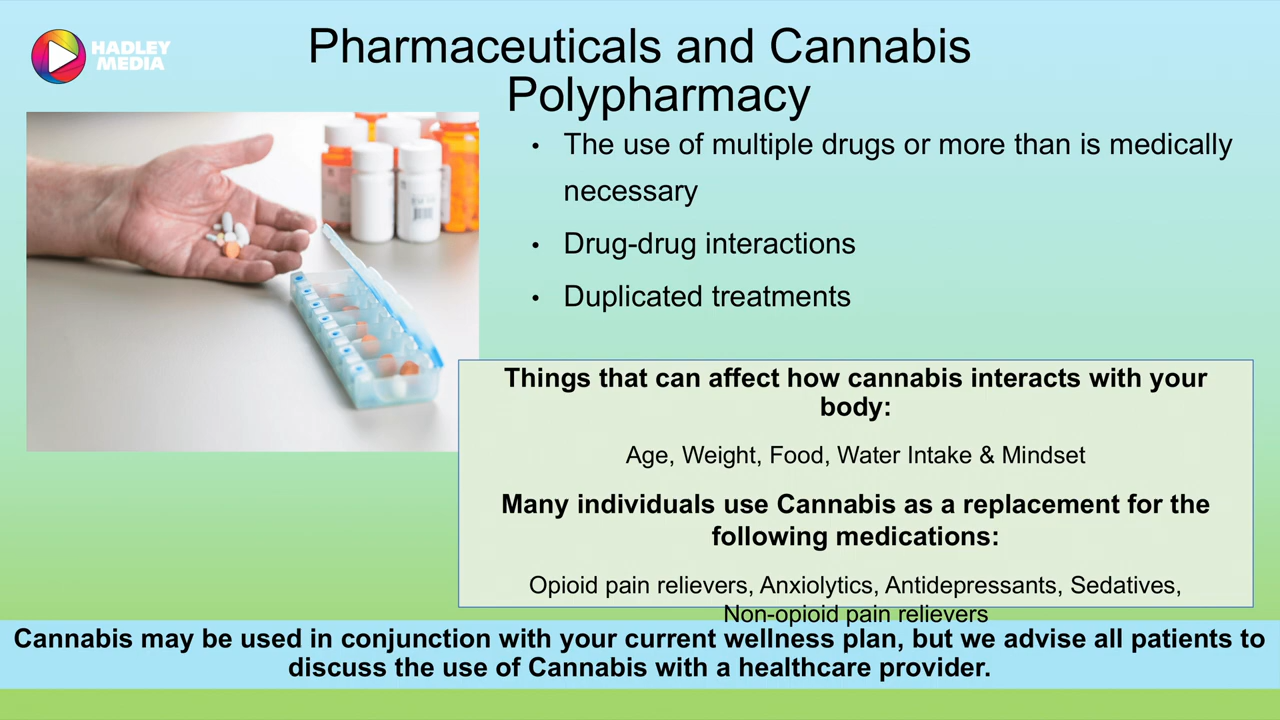 HADLEY
MEDIA
Pharmaceuticals and Cannabis
Polypharmacy
• The use of multiple drugs or more than is medically
necessary
• Drug-drug interactions
• Duplicated treatments
Things that can affect how cannabis interacts with your
body:
Age, Weight, Food, Water Intake & Mindset
Many individuals use Cannabis as a replacement for the
following medications:
Opioid pain relievers, Anxiolytics, Antidepressants, Sedatives,
Non-opioid pain relievers
Cannabis may be used in conjunction with your current wellness plan, but we advise all patients to
discuss the use of Cannabis with a healthcare provider.